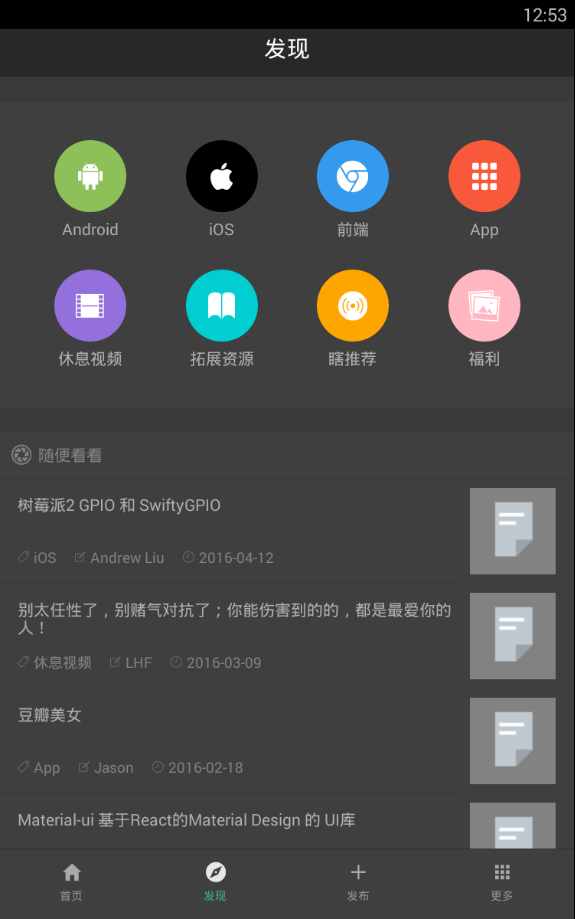 12:53
发现
Android
iOS
前端
App
休息视频
拓展资源
瞎推荐
福利
随便看看
树莓派2 GPIO 和 SwiftyGPIO
iOS Andrew Liu 2016-04-12
别太任性了，别赌气对抗了；你能伤害到的的，都是最爱你的
人！
休息视频 LHF 2016-03-09
豆瓣美女
App Jason 2016-02-18
Material-ui 基于React的Material Design 的 UI库
首页
发现
发布
更多